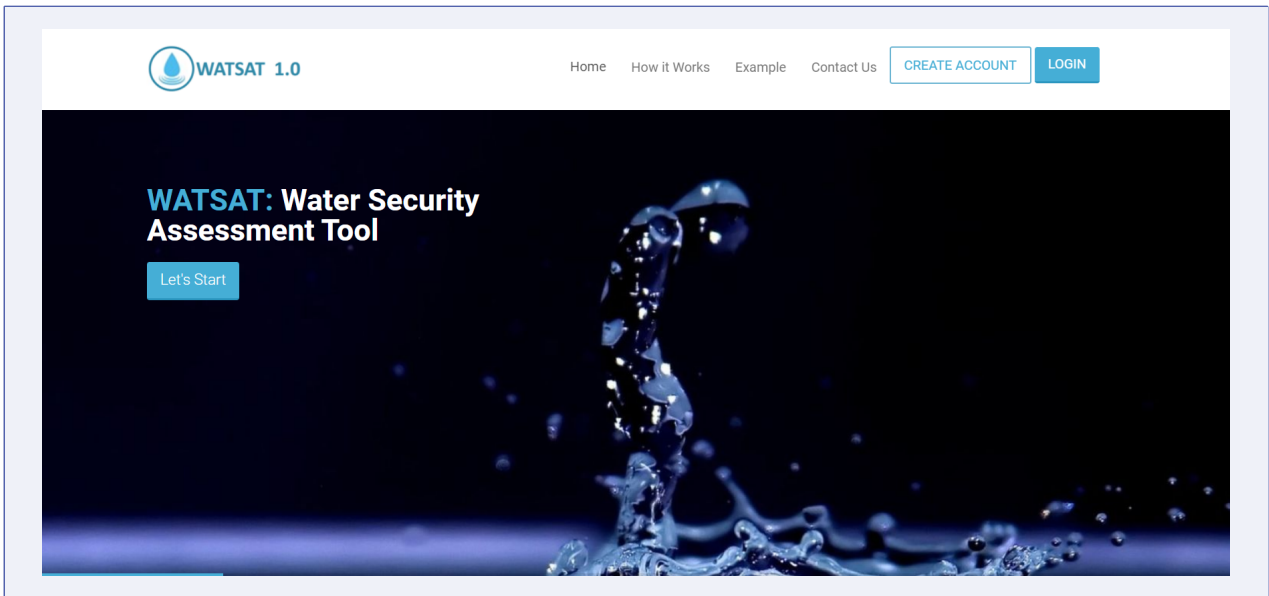 WATSAT 1.0
Home How it Works Example Contact Us CREATE ACCOUNT LOGIN
WATSAT: Water Security
Assessment Tool
Let's Start